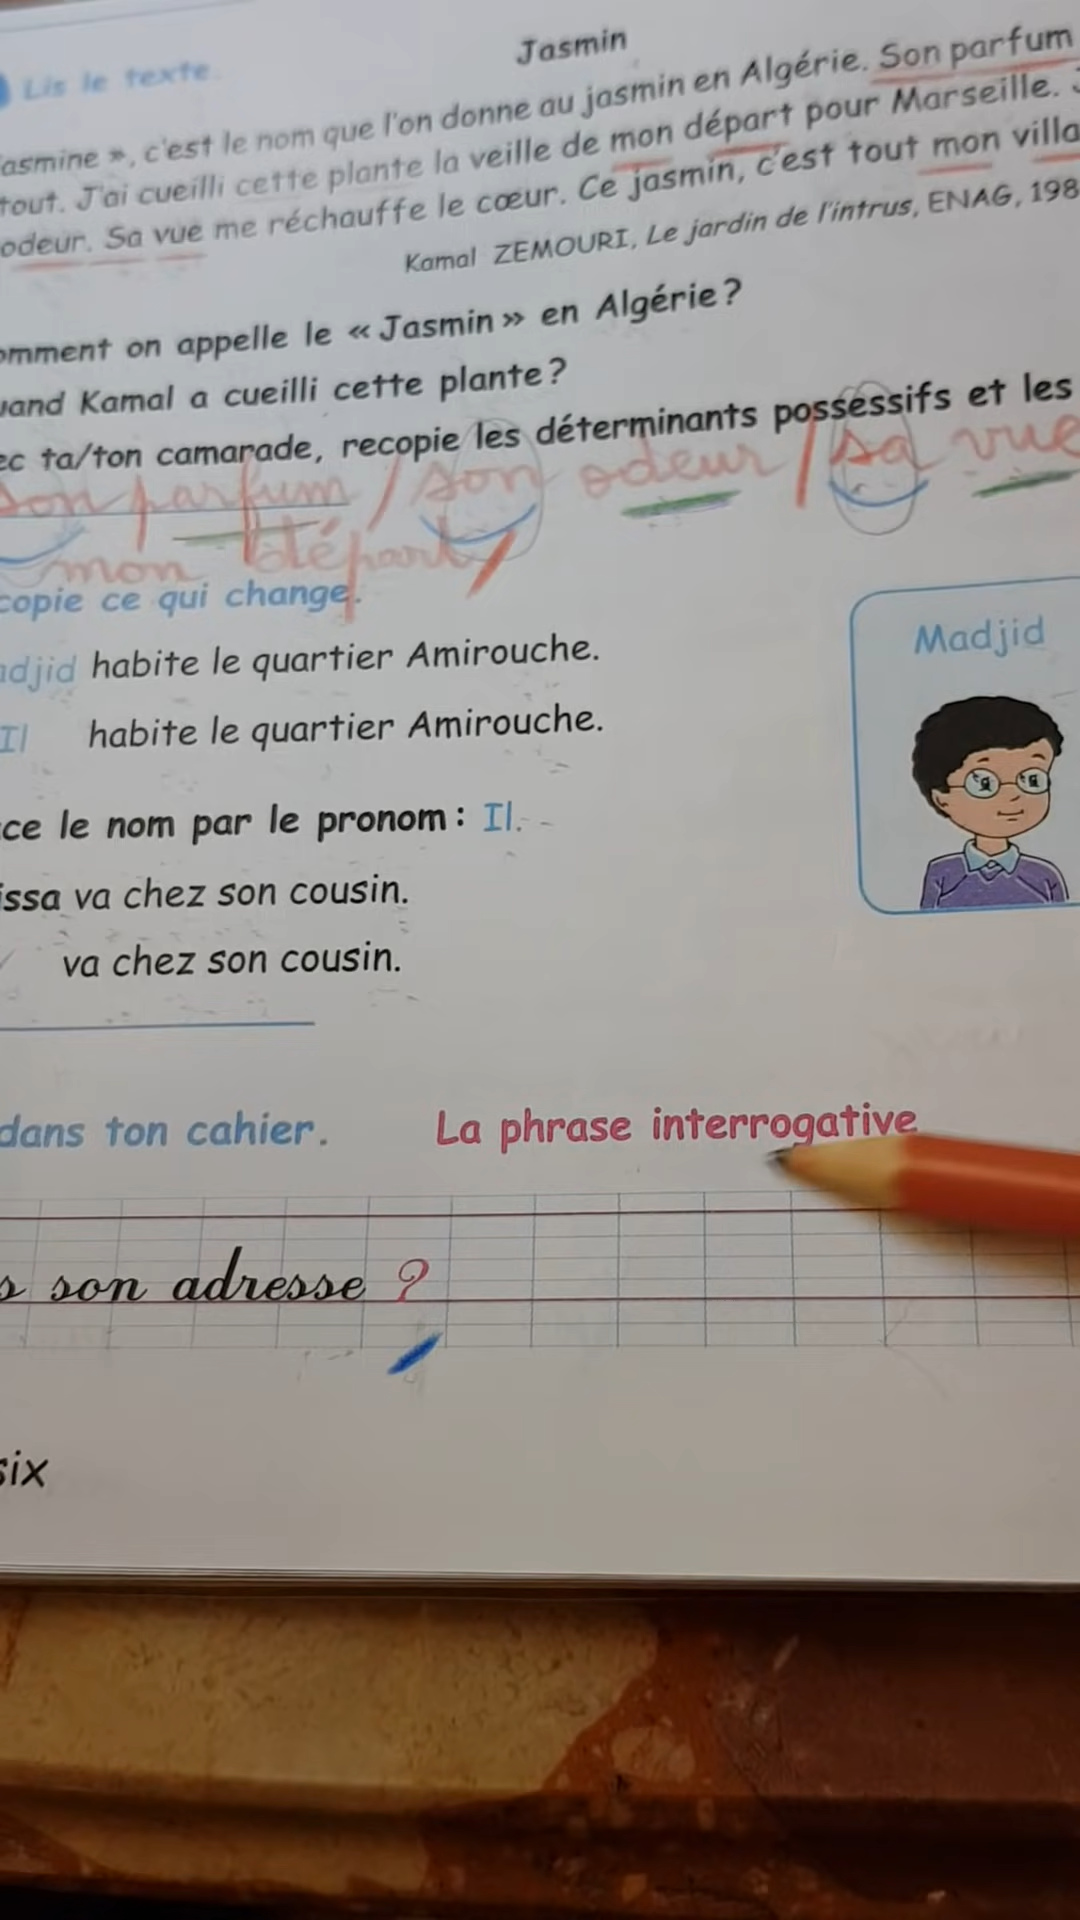 Jasmin
Lis le texte.
asmine », c'est le nom que l'on donne au jasmin en Algérie. Son parfum
tout. J'ai cueilli cette plante la veille de mon départ pour Marseille. J
odeur. Sa vue me réchauffe le cœur. Ce jasmin, c'est tout mon villa
Kamal ZEMOURI, Le jardin de l'intrus, ENAG, 198
omment on appelle le « Jasmin » en Algérie ?
uand Kamal a cueilli cette plante ?
ec ta/ton camarade, recopie les déterminants possessifs et les
son parfum / son odeur / sa vue
mon départ /
copie ce qui change.
adjid habite le quartier Amirouche.
Il habite le quartier Amirouche.
Madjid
ce le nom par le pronom : Il.
issa va chez son cousin.
va chez son cousin.
dans ton cahier. La phrase interrogative
s son adresse ?
six